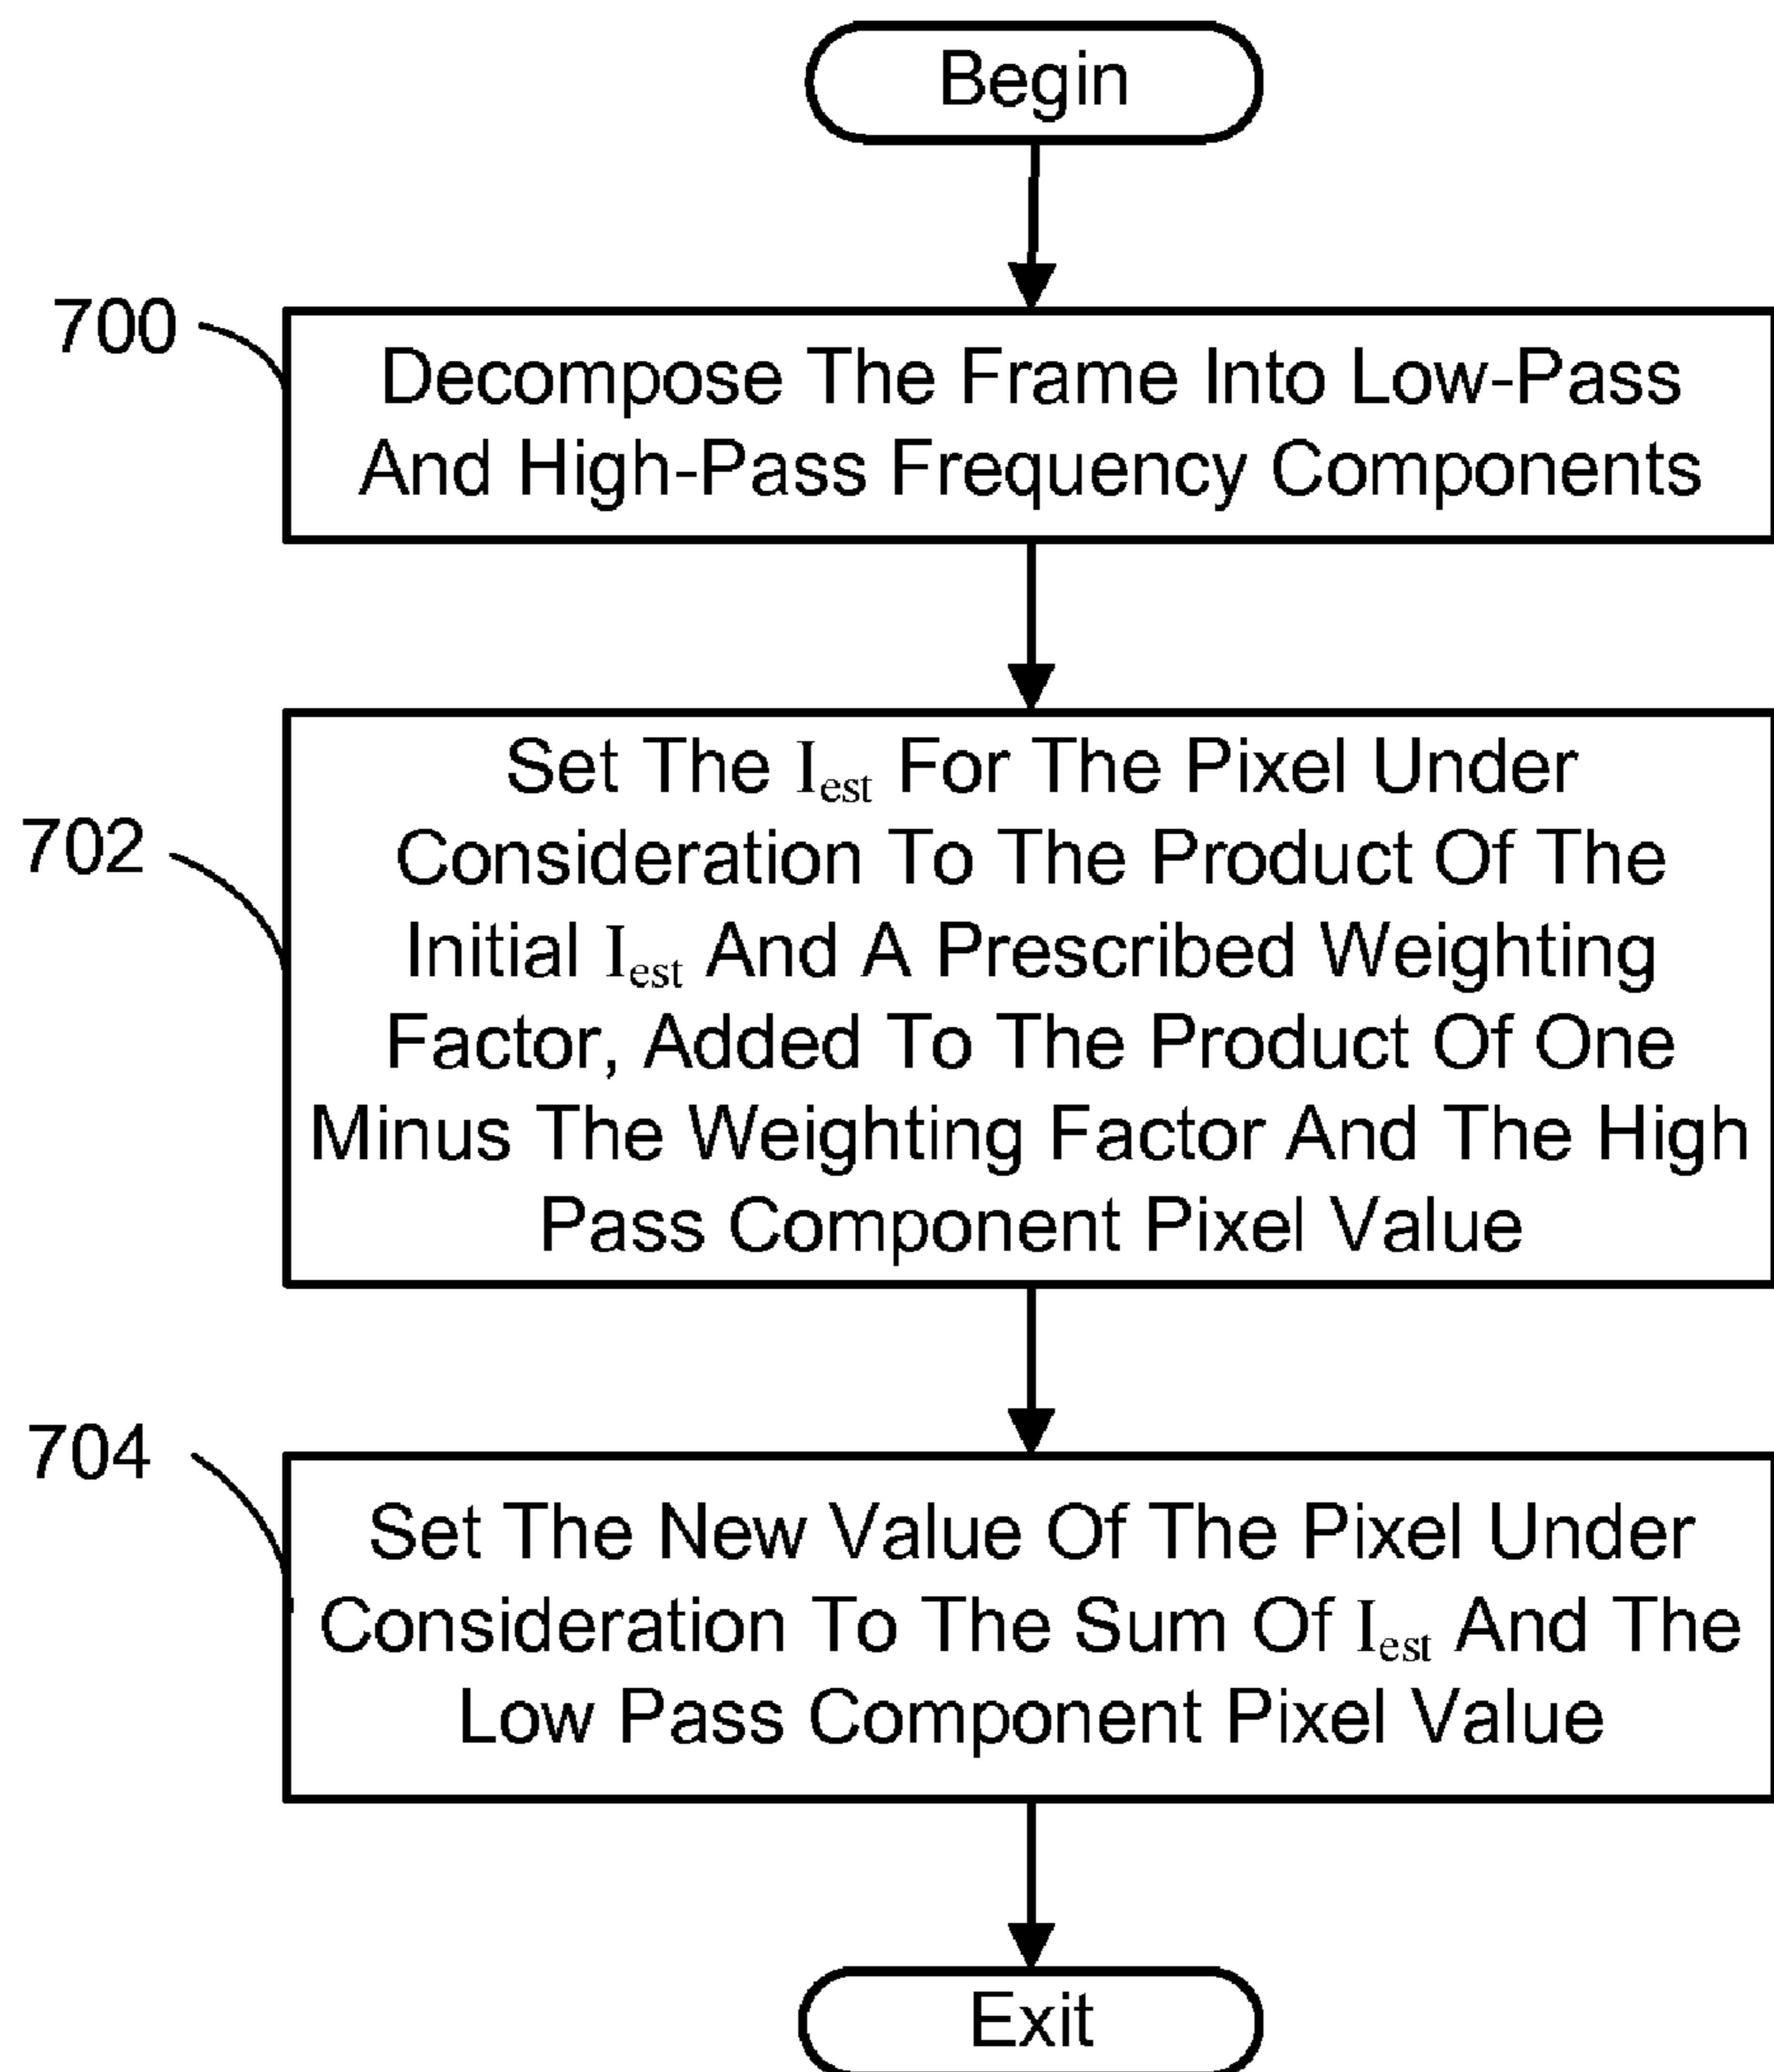 Begin
700
Decompose The Frame Into Low-Pass
And High-Pass Frequency Components
702
Set The Iest For The Pixel Under
Consideration To The Product Of The
Initial Iest And A Prescribed Weighting
Factor, Added To The Product Of One
Minus The Weighting Factor And The High
Pass Component Pixel Value
704
Set The New Value Of The Pixel Under
Consideration To The Sum Of Iest And The
Low Pass Component Pixel Value
Exit